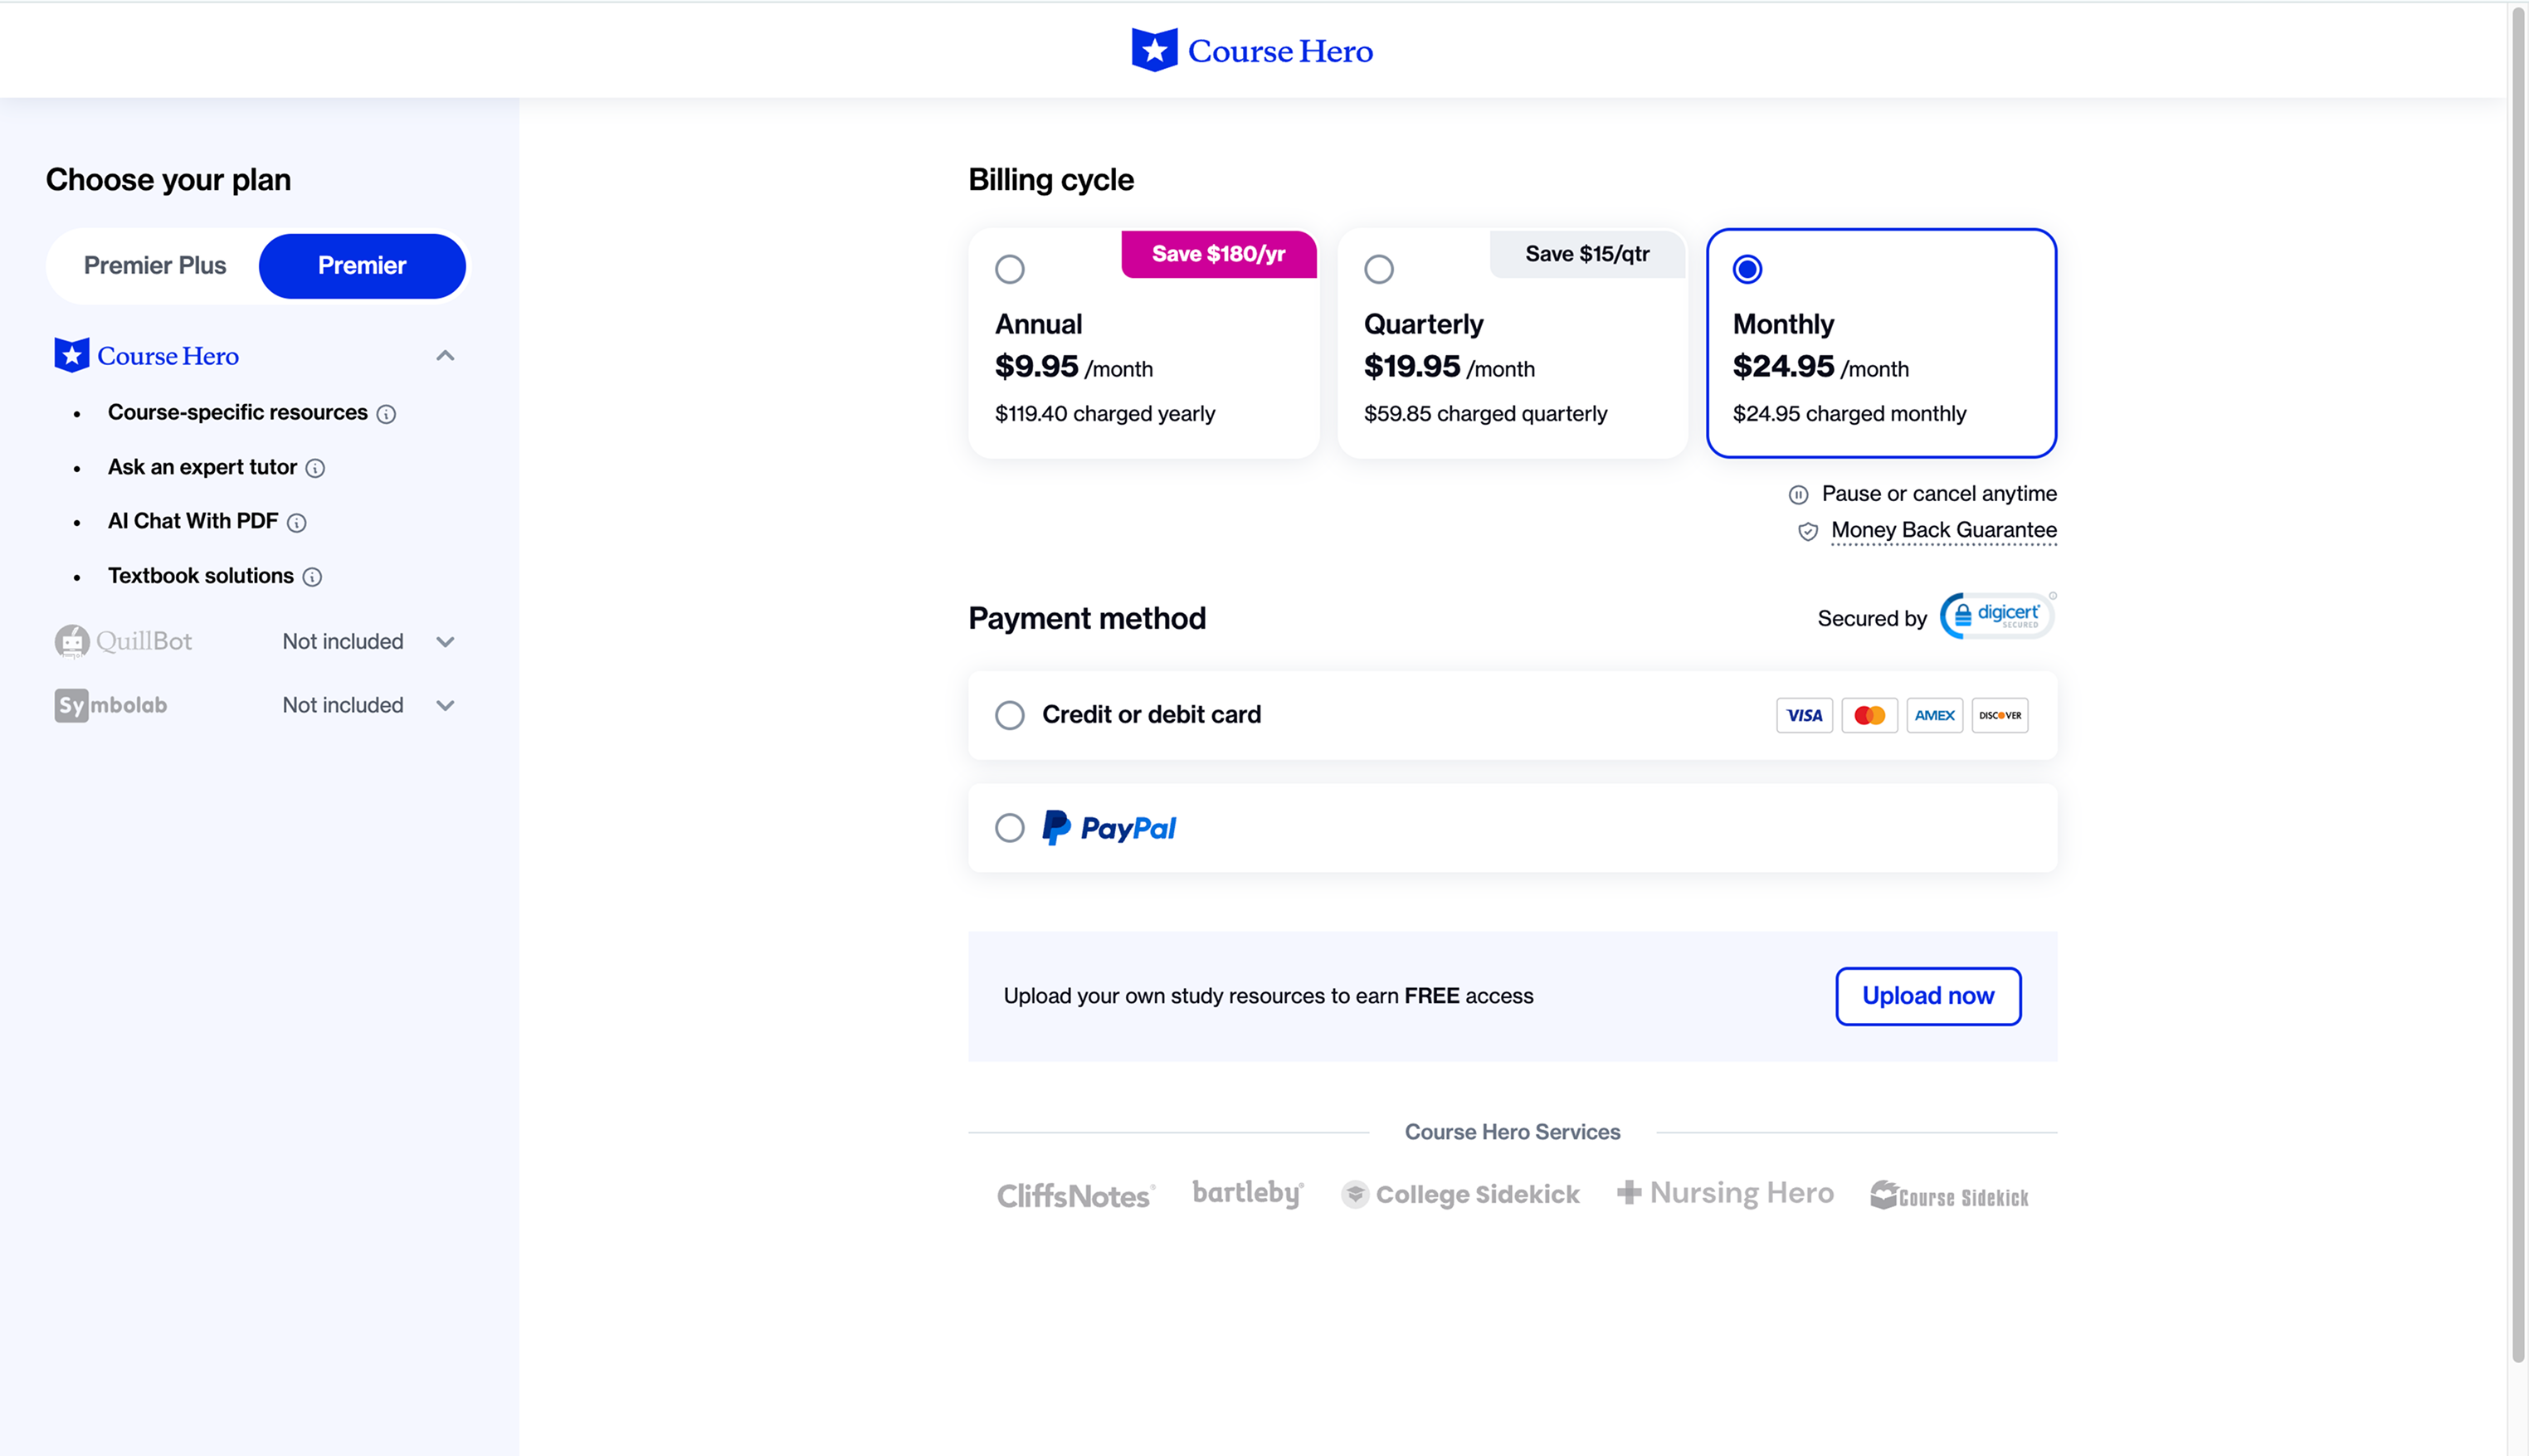 Course Hero
Choose your plan
Premier Plus
Premier
Course Hero
Course-specific resources
Ask an expert tutor
AI Chat With PDF
Textbook solutions
QuillBot Not included
Symbolab Not included
Billing cycle
Save $180/yr
Annual
$9.95 /month
$119.40 charged yearly
Save $15/qtr
Quarterly
$19.95 /month
$59.85 charged quarterly
Monthly
$24.95 /month
$24.95 charged monthly
Pause or cancel anytime
Money Back Guarantee
Payment method
Secured by digicert SECURED
Credit or debit card
VISA
AMEX
DISCOVER
PayPal
Upload your own study resources to earn FREE access
Upload now
Course Hero Services
CliffsNotes®
bartleby®
College Sidekick
Nursing Hero
Course Sidekick